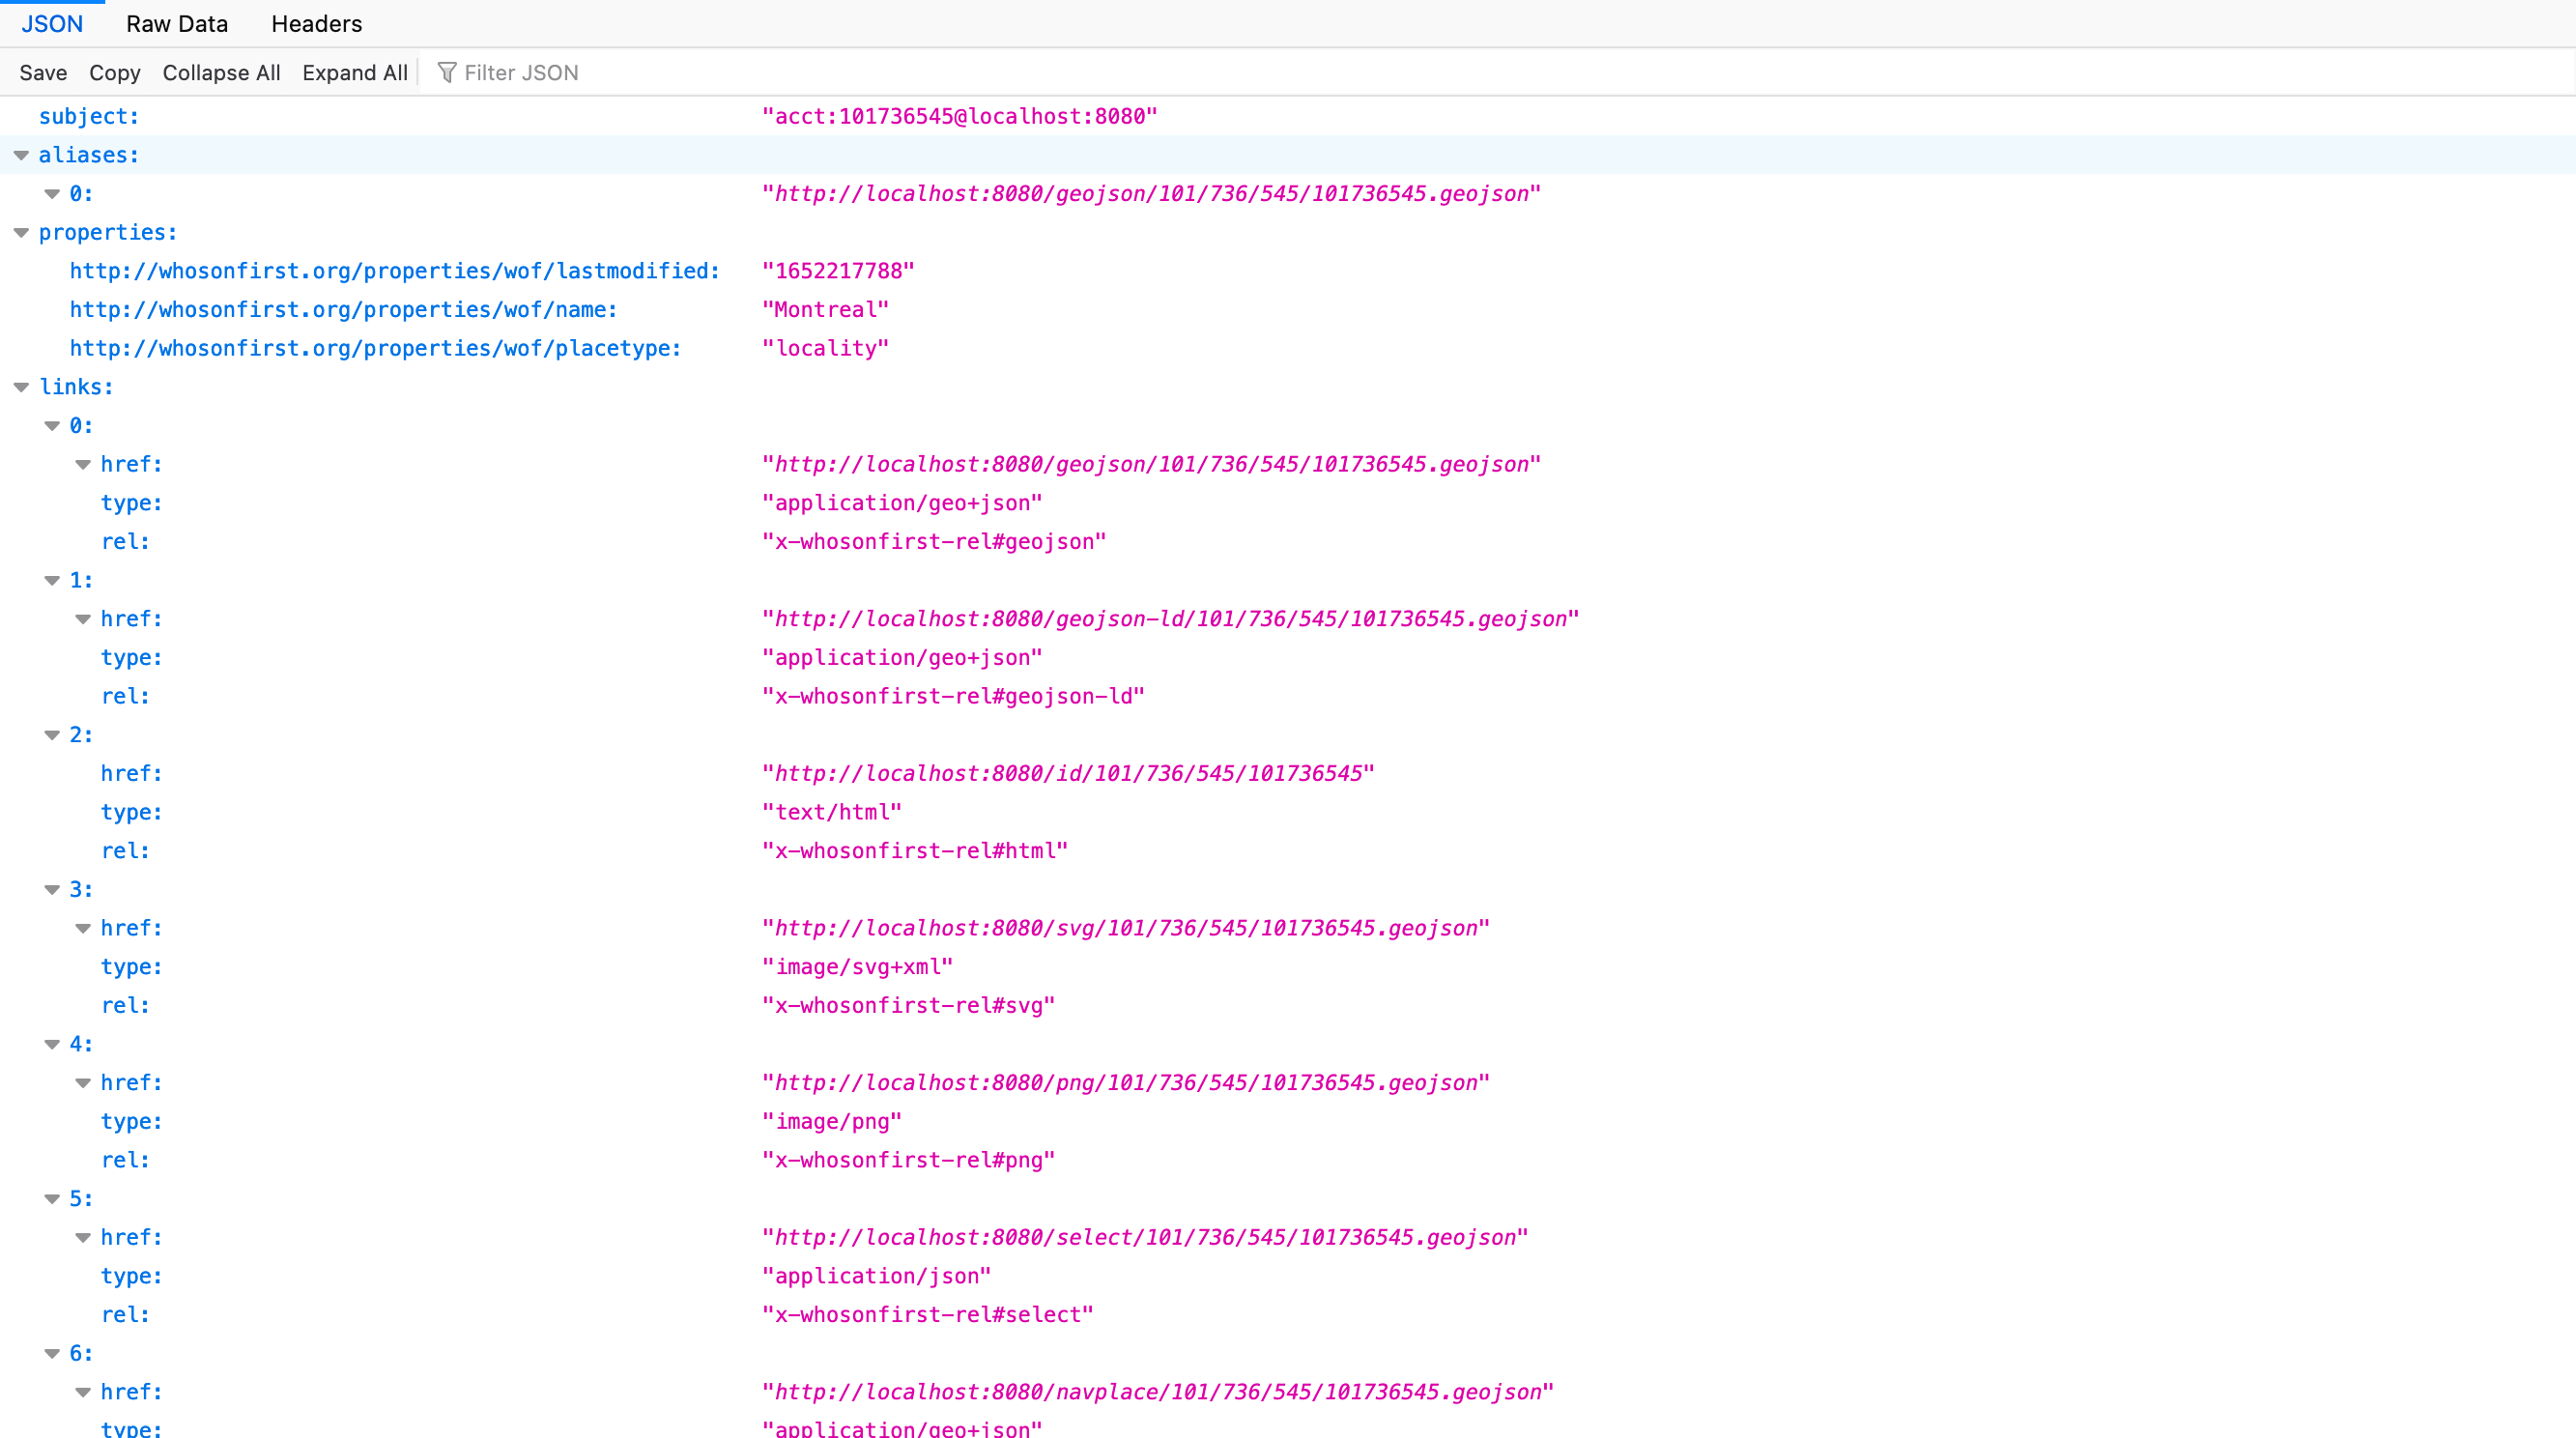 JSON Raw Data Headers
Save Copy Collapse All Expand All Filter JSON
subject: "acct:101736545@localhost:8080"
aliases:
0: "http://localhost:8080/geojson/101/736/545/101736545.geojson"
properties:
http://whosonfirst.org/properties/wof/lastmodified: "1652217788"
http://whosonfirst.org/properties/wof/name: "Montreal"
http://whosonfirst.org/properties/wof/placetype: "locality"
links:
0:
href: "http://localhost:8080/geojson/101/736/545/101736545.geojson"
type: "application/geo+json"
rel: "x-whosonfirst-rel#geojson"
1:
href: "http://localhost:8080/geojson-ld/101/736/545/101736545.geojson"
type: "application/geo+json"
rel: "x-whosonfirst-rel#geojson-ld"
2:
href: "http://localhost:8080/id/101/736/545/101736545"
type: "text/html"
rel: "x-whosonfirst-rel#html"
3:
href: "http://localhost:8080/svg/101/736/545/101736545.geojson"
type: "image/svg+xml"
rel: "x-whosonfirst-rel#svg"
4:
href: "http://localhost:8080/png/101/736/545/101736545.geojson"
type: "image/png"
rel: "x-whosonfirst-rel#png"
5:
href: "http://localhost:8080/select/101/736/545/101736545.geojson"
type: "application/json"
rel: "x-whosonfirst-rel#select"
6:
href: "http://localhost:8080/navplace/101/736/545/101736545.geojson"
type: "application/geo+json"